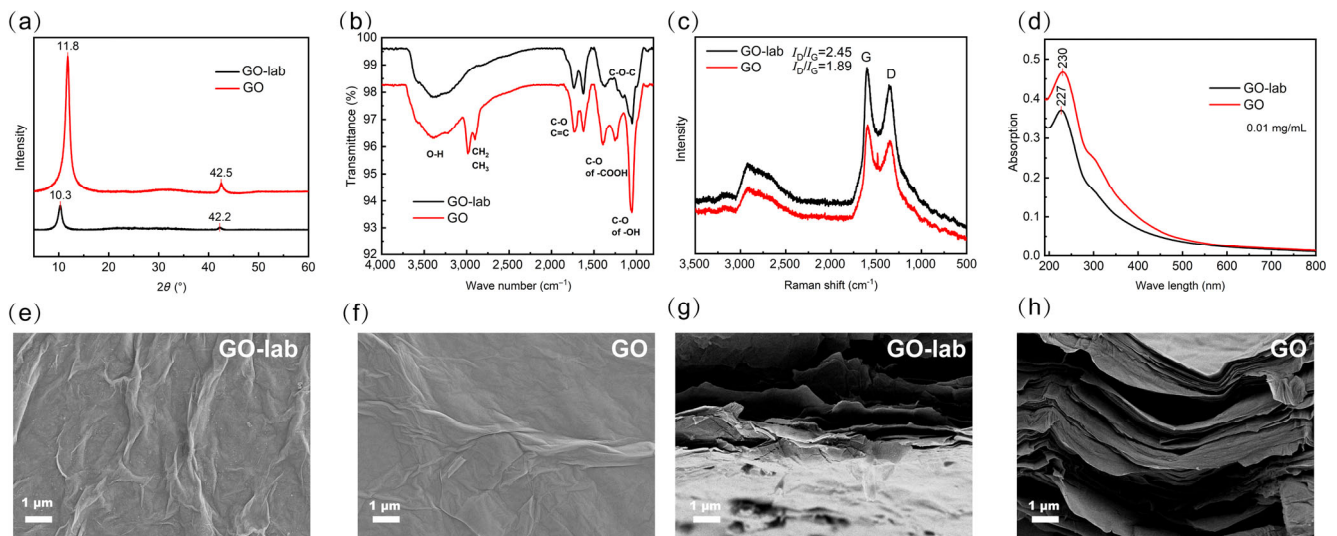 (a)
11.8
GO-lab
GO
10.3
42.5
42.2
Intensity
10
20
30
40
50
60
2θ (°)
(b)
100
99
98
97
96
95
94
93
92
Transmittance (%)
C-O-C
O-H
CH2
CH3
C-O
C=C
C-O
of -COOH
C-O
of -OH
GO-lab
GO
4,000
3,000
2,000
1,000
Wave number (cm⁻¹)
(c)
GO-lab ID/IG=2.45
GO ID/IG=1.89
G
D
Intensity
3,500
3,000
2,500
2,000
1,500
1,000
500
Raman shift (cm⁻¹)
(d)
230
227
GO-lab
GO
0.01 mg/mL
Absorption
0.5
0.4
0.3
0.2
0.1
0.0
200
300
400
500
600
700
800
Wave length (nm)
(e)
GO-lab
1 μm
(f)
GO
1 μm
(g)
GO-lab
1 μm
(h)
GO
1 μm